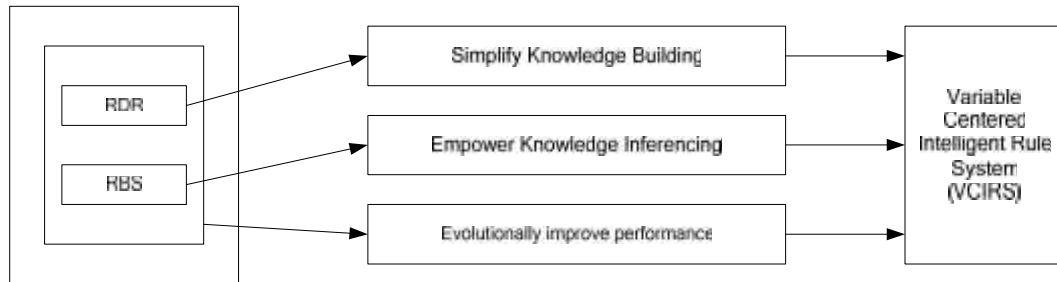 RDR
RBS
Simplify Knowledge Building
Empower Knowledge Inferencing
Evolutionally improve performance
Variable
Centered
Intelligent Rule
System
(VCIRS)